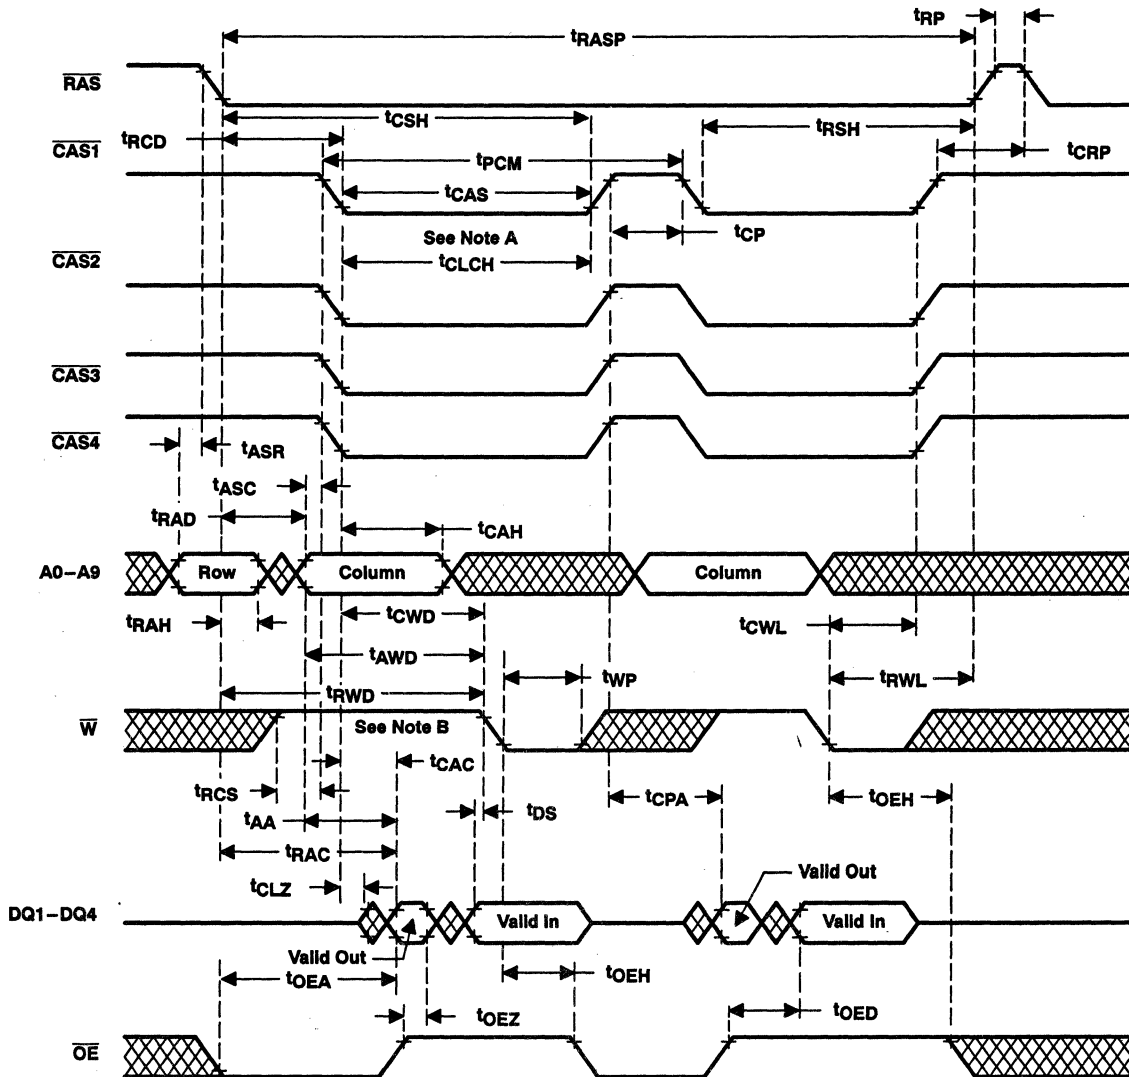 tRP
tRASP
RAS
tCSH
tRCD
tRSH
CAS1
tPCM
tCRP
tCAS
See Note A
tCP
CAS2
tCLCH
CAS3
CAS4
tASR
tASC
tRAD
tCAH
A0–A9
Row
Column
Column
tRAH
tCWD
tCWL
tAWD
tWP
tRWD
tRWL
W
See Note B
tCAC
tRCS
tCPA
tOEH
tAA
tDS
tRAC
Valid Out
tCLZ
DQ1–DQ4
Valid In
Valid In
Valid Out
tOEA
tOEH
tOEZ
tOED
OE